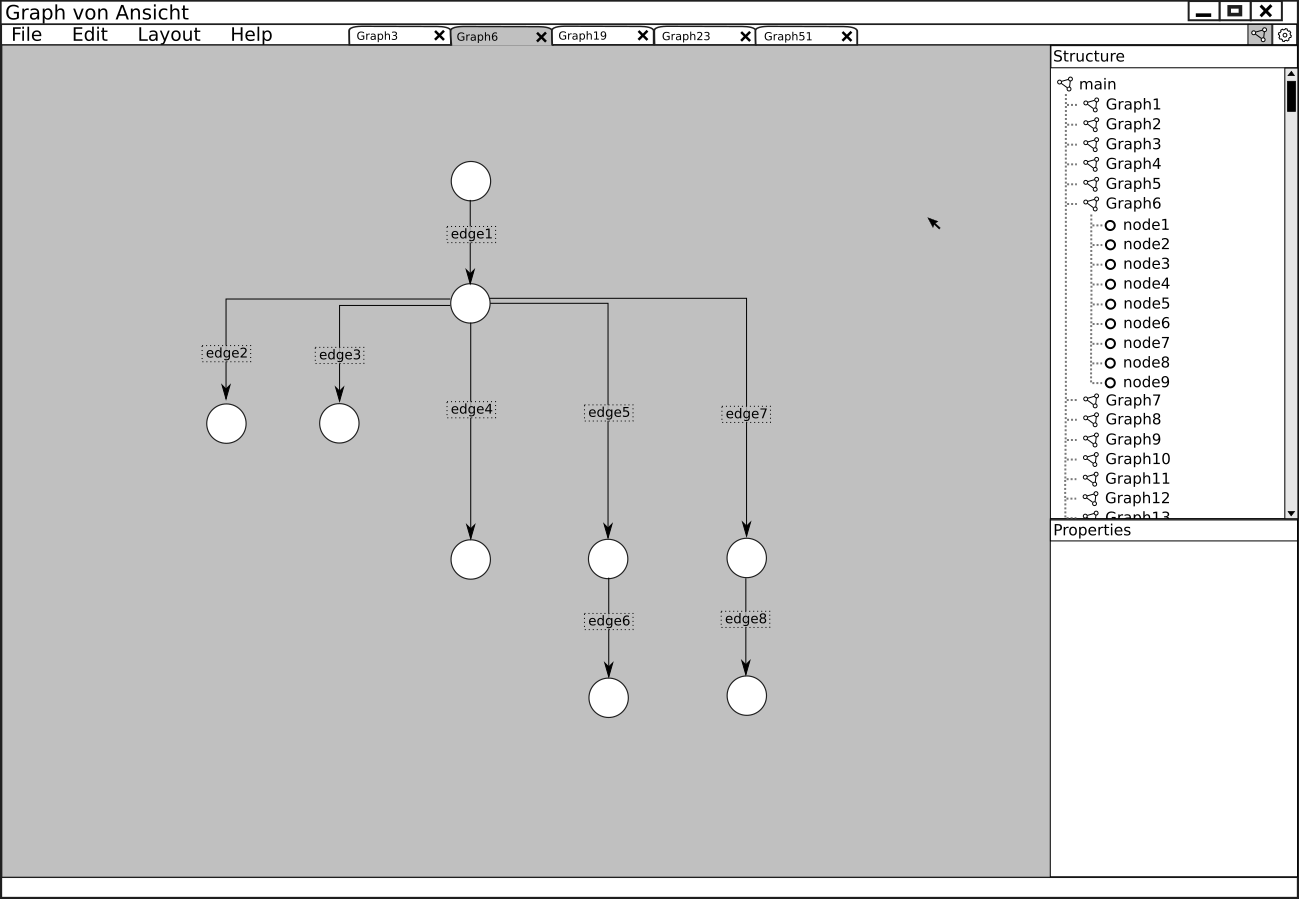 Graph von Ansicht
File Edit Layout Help Graph3 Graph6 Graph19 Graph23 Graph51
edge1
edge2 edge3
edge4 edge5 edge7
edge6 edge8
Structure
main
Graph1
Graph2
Graph3
Graph4
Graph5
Graph6
node1
node2
node3
node4
node5
node6
node7
node8
node9
Graph7
Graph8
Graph9
Graph10
Graph11
Graph12
Graph13
Properties